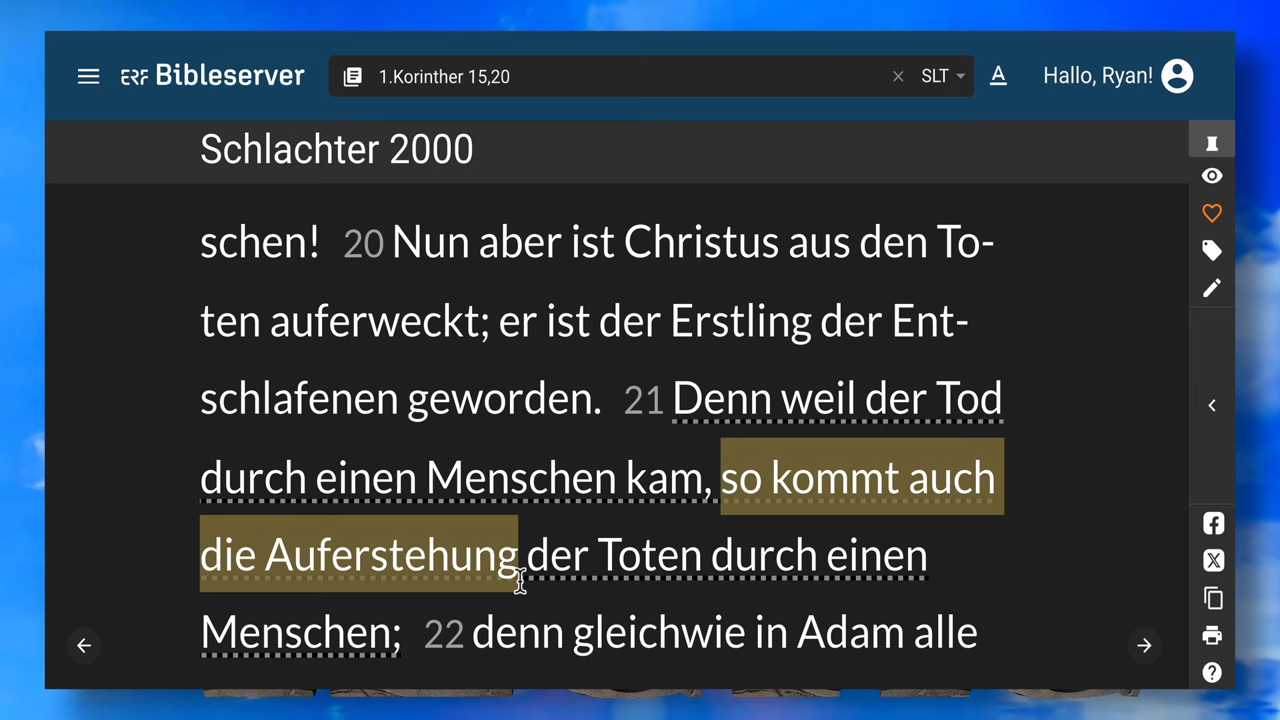 ERF Bibleserver
1.Korinther 15,20
SLT
A
Hallo, Ryan!
Schlachter 2000
schen! 20 Nun aber ist Christus aus den To-
ten auferweckt; er ist der Erstling der Ent-
schlafenen geworden. 21 Denn weil der Tod
durch einen Menschen kam, so kommt auch
die Auferstehung der Toten durch einen
Menschen; 22 denn gleichwie in Adam alle